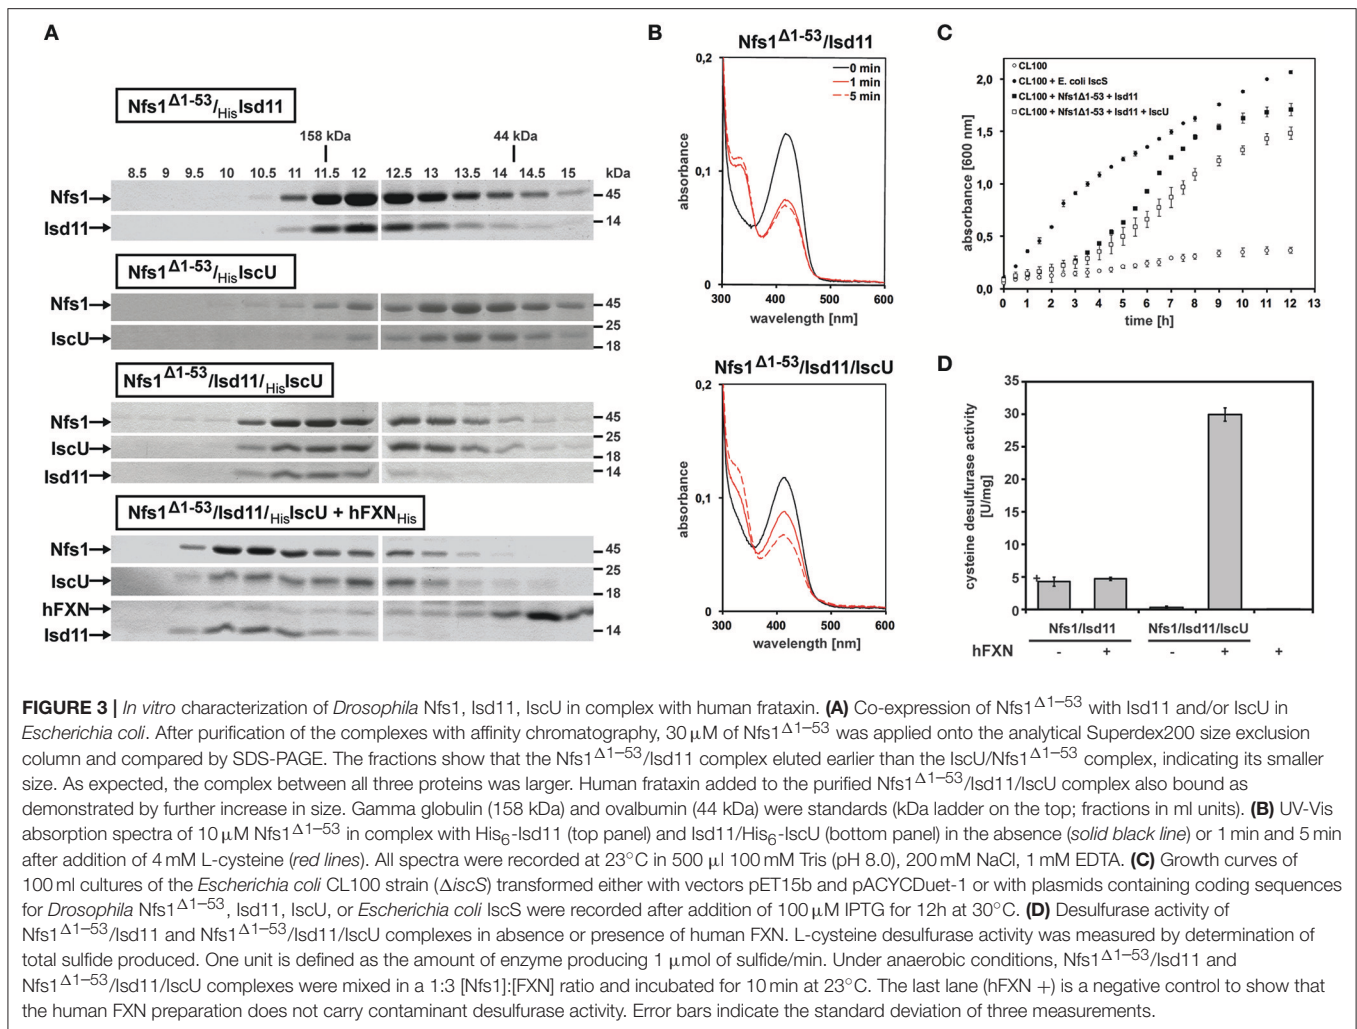 A
Nfs1Δ1-53/HisIsd11
158 kDa
44 kDa
8.5 9 9.5 10 10.5 11 11.5 12 12.5 13 13.5 14 14.5 15 kDa
Nfs1
45
Isd11
14
Nfs1Δ1-53/HisIscU
Nfs1
45
25
IscU
18
Nfs1Δ1-53/Isd11/HisIscU
Nfs1
45
25
IscU
18
Isd11
14
Nfs1Δ1-53/Isd11/HisIscU + hFXNHis
Nfs1
45
25
IscU
18
hFXN
Isd11
14
B
Nfs1Δ1-53/Isd11
0,2
0 min
1 min
5 min
0,1
absorbance
0
300 400 500 600
wavelength [nm]
Nfs1Δ1-53/Isd11/IscU
0,2
0,1
absorbance
0
300 400 500 600
wavelength [nm]
C
CL100
CL100 + E. coli IscS
CL100 + Nfs1Δ1-53 + Isd11
CL100 + Nfs1Δ1-53 + Isd11 + IscU
2,0
1,5
1,0
0,5
0,0
absorbance [600 nm]
0 1 2 3 4 5 6 7 8 9 10 11 12 13
time [h]
D
35
30
25
20
15
10
5
0
cysteine desulfurase activity
[U/mg]
+
Nfs1/Isd11 Nfs1/Isd11/IscU
hFXN - + - + +
FIGURE 3 | In vitro characterization of Drosophila Nfs1, Isd11, IscU in complex with human frataxin. (A) Co-expression of Nfs1Δ1−53 with Isd11 and/or IscU in
Escherichia coli. After purification of the complexes with affinity chromatography, 30 μM of Nfs1Δ1−53 was applied onto the analytical Superdex200 size exclusion
column and compared by SDS-PAGE. The fractions show that the Nfs1Δ1−53/Isd11 complex eluted earlier than the IscU/Nfs1Δ1−53 complex, indicating its smaller
size. As expected, the complex between all three proteins was larger. Human frataxin added to the purified Nfs1Δ1−53/Isd11/IscU complex also bound as
demonstrated by further increase in size. Gamma globulin (158 kDa) and ovalbumin (44 kDa) were standards (kDa ladder on the top; fractions in ml units). (B) UV-Vis
absorption spectra of 10 μM Nfs1Δ1−53 in complex with His6-Isd11 (top panel) and Isd11/His6-IscU (bottom panel) in the absence (solid black line) or 1 min and 5 min
after addition of 4 mM L-cysteine (red lines). All spectra were recorded at 23°C in 500 μl 100 mM Tris (pH 8.0), 200 mM NaCl, 1 mM EDTA. (C) Growth curves of
100 ml cultures of the Escherichia coli CL100 strain (ΔiscS) transformed either with vectors pET15b and pACYCDuet-1 or with plasmids containing coding sequences
for Drosophila Nfs1Δ1−53, Isd11, IscU, or Escherichia coli IscS were recorded after addition of 100 μM IPTG for 12h at 30°C. (D) Desulfurase activity of
Nfs1Δ1−53/Isd11 and Nfs1Δ1−53/Isd11/IscU complexes in absence or presence of human FXN. L-cysteine desulfurase activity was measured by determination of
total sulfide produced. One unit is defined as the amount of enzyme producing 1 μmol of sulfide/min. Under anaerobic conditions, Nfs1Δ1−53/Isd11 and
Nfs1Δ1−53/Isd11/IscU complexes were mixed in a 1:3 [Nfs1]:[FXN] ratio and incubated for 10 min at 23°C. The last lane (hFXN +) is a negative control to show that
the human FXN preparation does not carry contaminant desulfurase activity. Error bars indicate the standard deviation of three measurements.